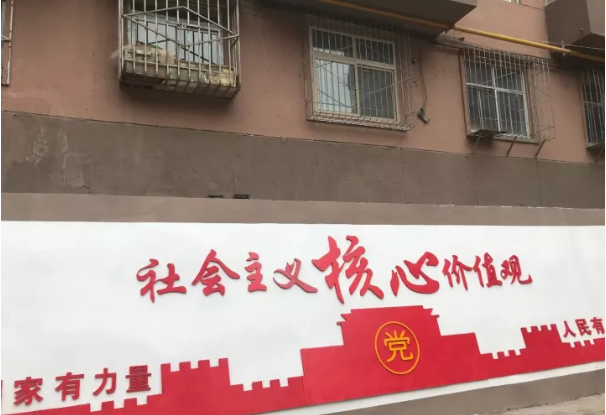 社会主义核心价值观
党
家有力量
人民有